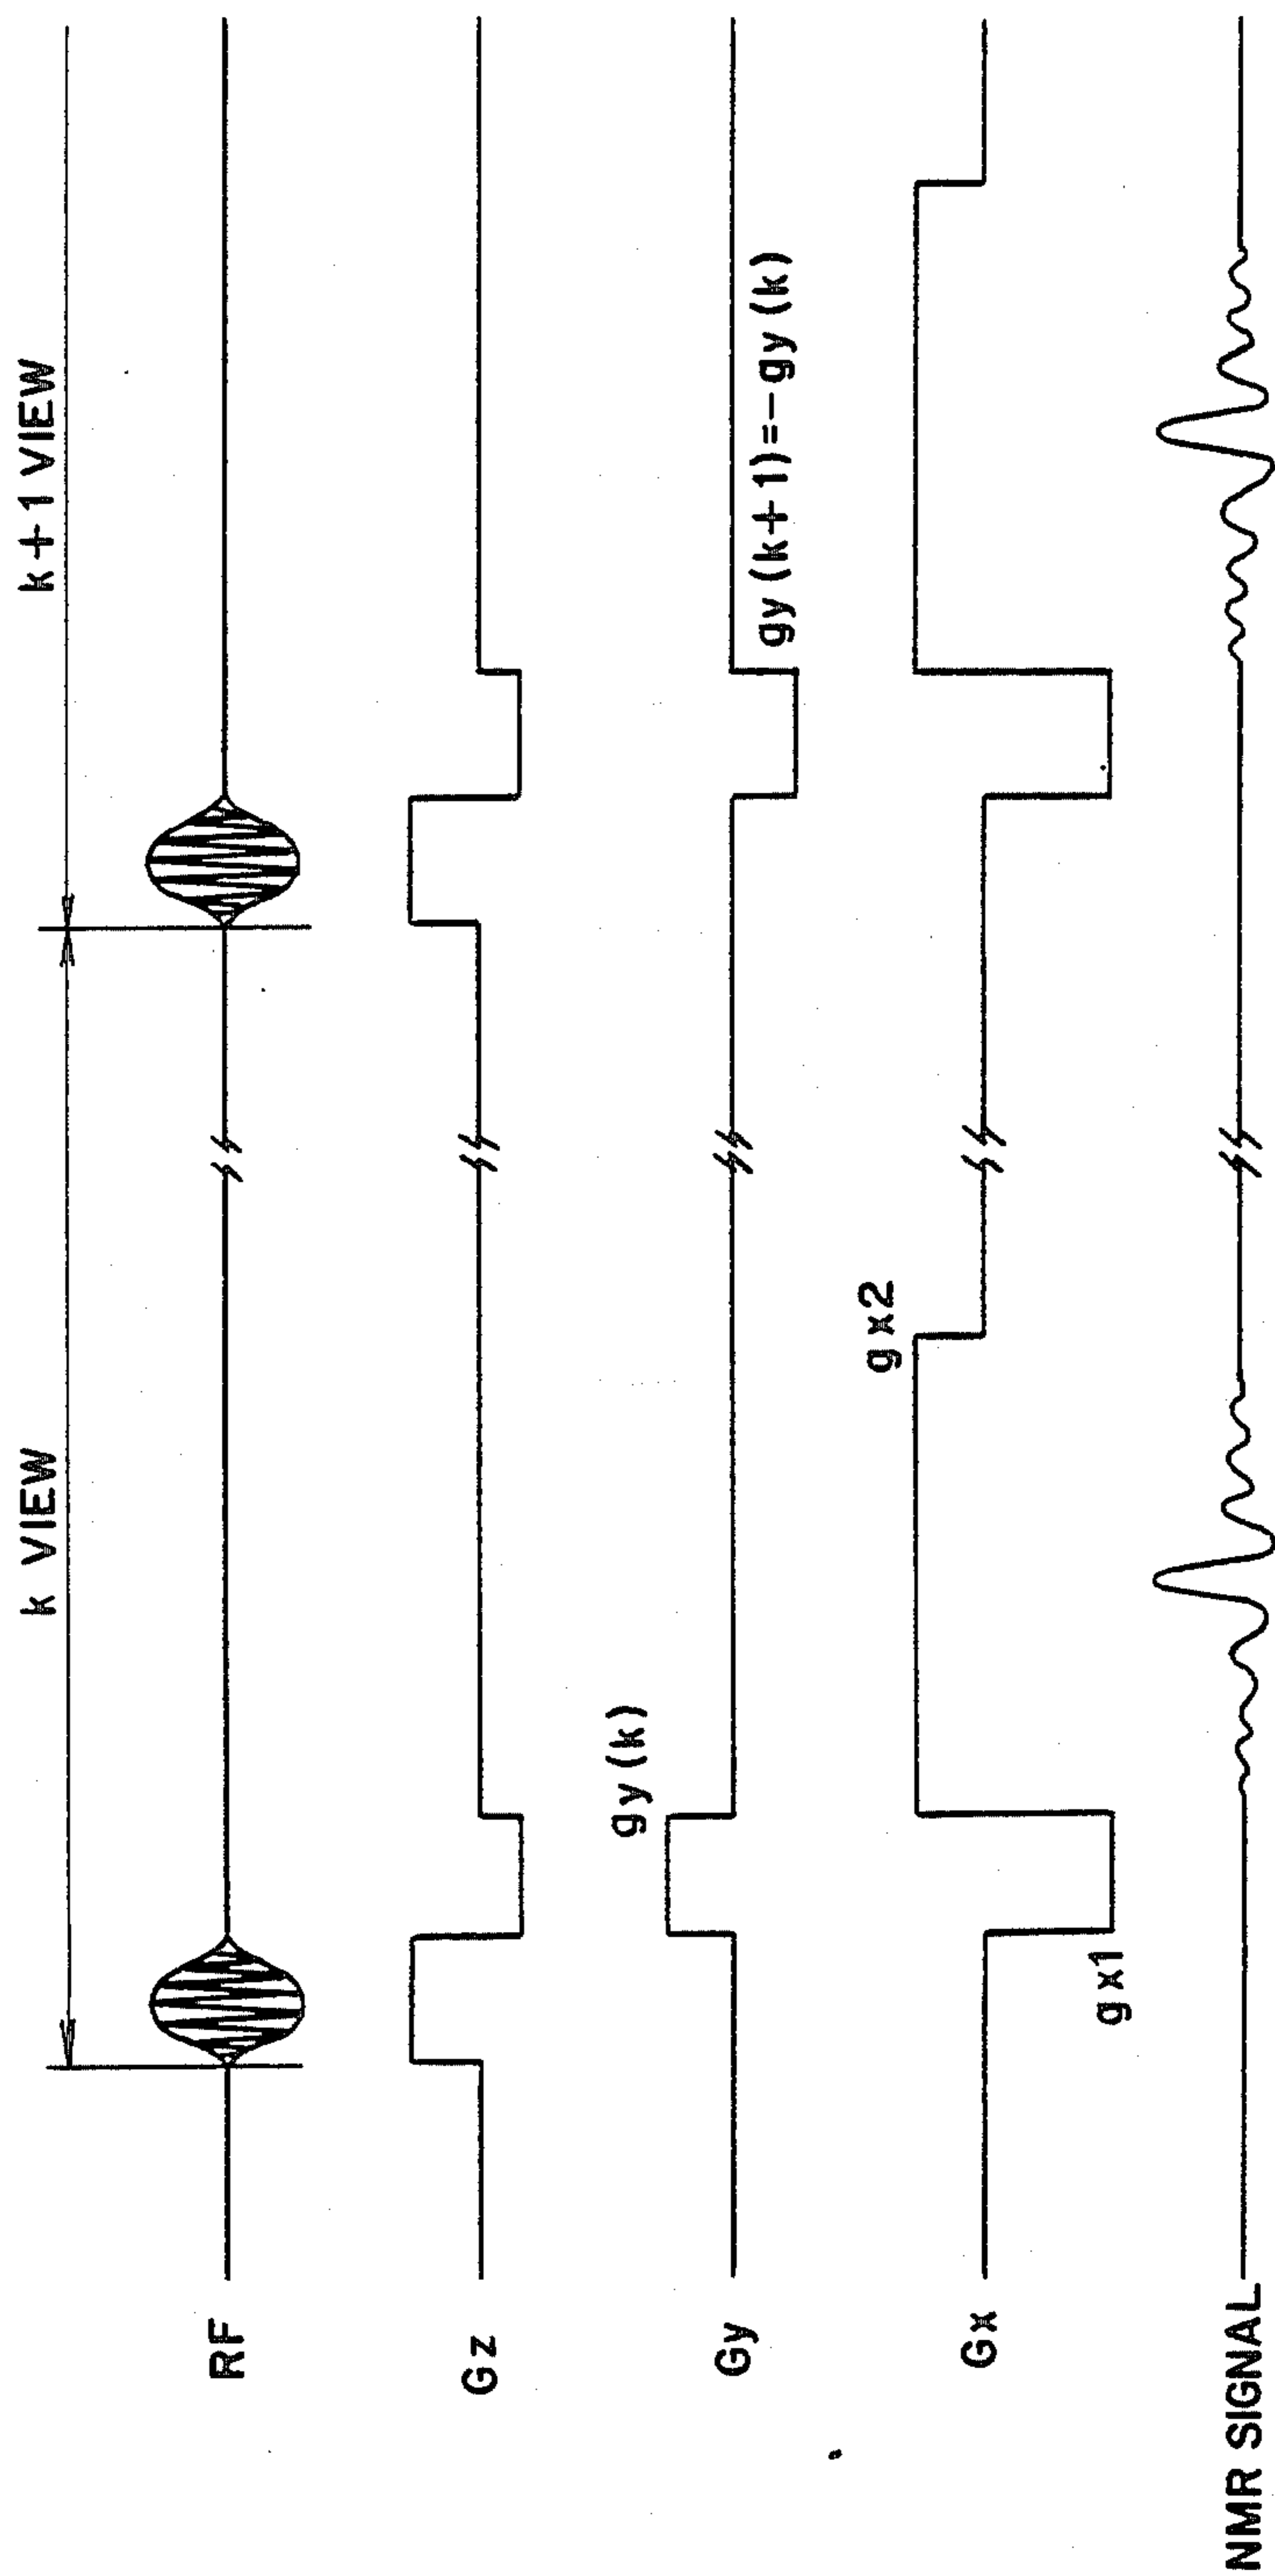 k VIEW
k+1 VIEW
RF
Gz
gy (k)
Gy
gy (k+1)=-gy (k)
g x2
Gx
g x1
NMR SIGNAL